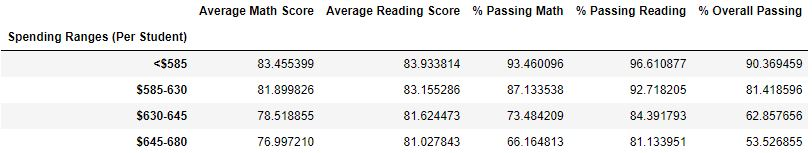 Average Math Score Average Reading Score % Passing Math % Passing Reading % Overall Passing
Spending Ranges (Per Student)
<$585 83.455399 83.933814 93.460096 96.610877 90.369459
$585-630 81.899826 83.155286 87.133538 92.718205 81.418596
$630-645 78.518855 81.624473 73.484209 84.391793 62.857656
$645-680 76.997210 81.027843 66.164813 81.133951 53.526855